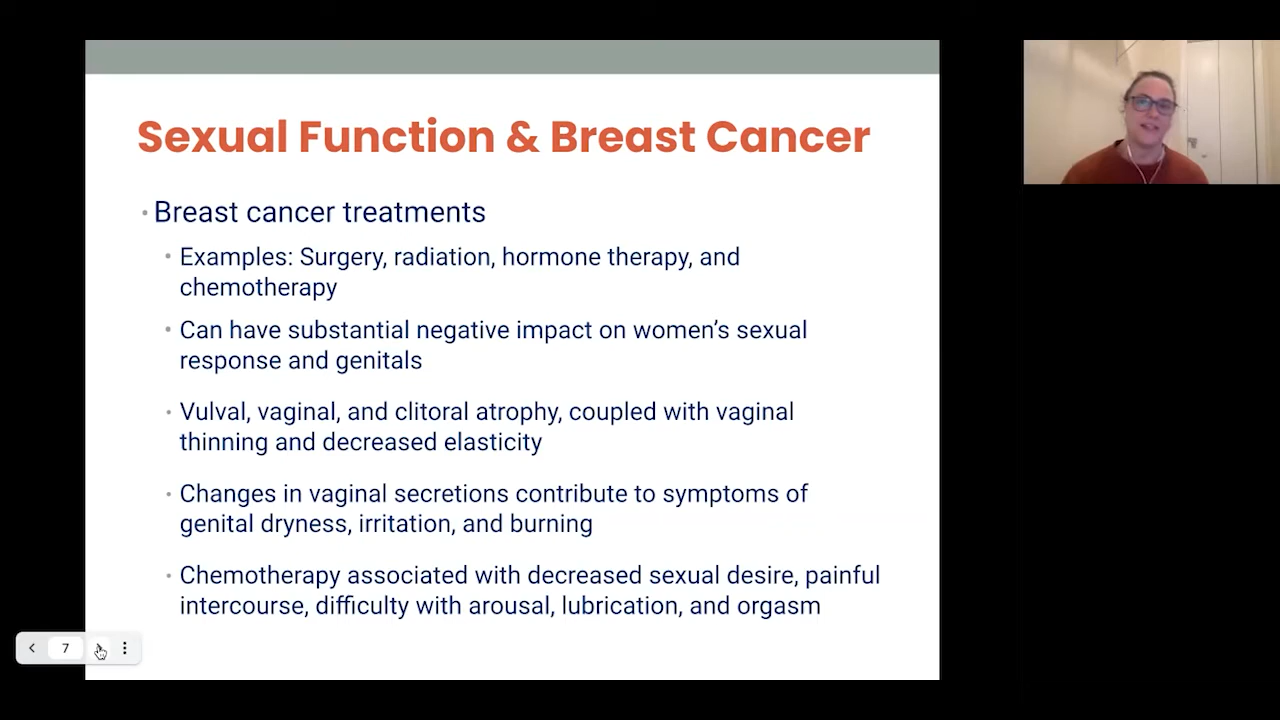 Sexual Function & Breast Cancer
• Breast cancer treatments
• Examples: Surgery, radiation, hormone therapy, and
chemotherapy
• Can have substantial negative impact on women’s sexual
response and genitals
• Vulval, vaginal, and clitoral atrophy, coupled with vaginal
thinning and decreased elasticity
• Changes in vaginal secretions contribute to symptoms of
genital dryness, irritation, and burning
• Chemotherapy associated with decreased sexual desire, painful
intercourse, difficulty with arousal, lubrication, and orgasm
7